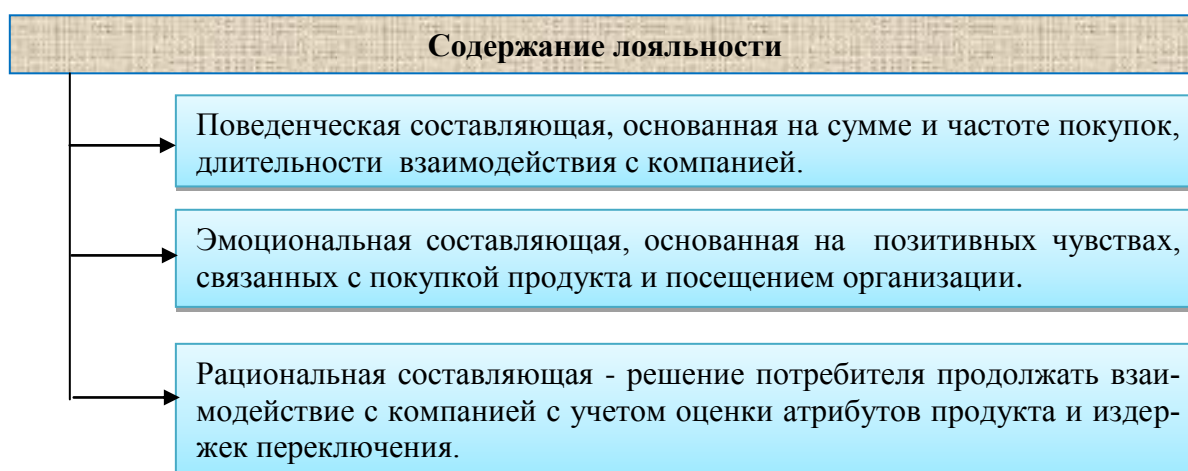 Содержание лояльности
Поведенческая составляющая, основанная на сумме и частоте покупок,
длительности взаимодействия с компанией.
Эмоциональная составляющая, основанная на позитивных чувствах,
связанных с покупкой продукта и посещением организации.
Рациональная составляющая - решение потребителя продолжать взаи-
модействие с компанией с учетом оценки атрибутов продукта и издер-
жек переключения.